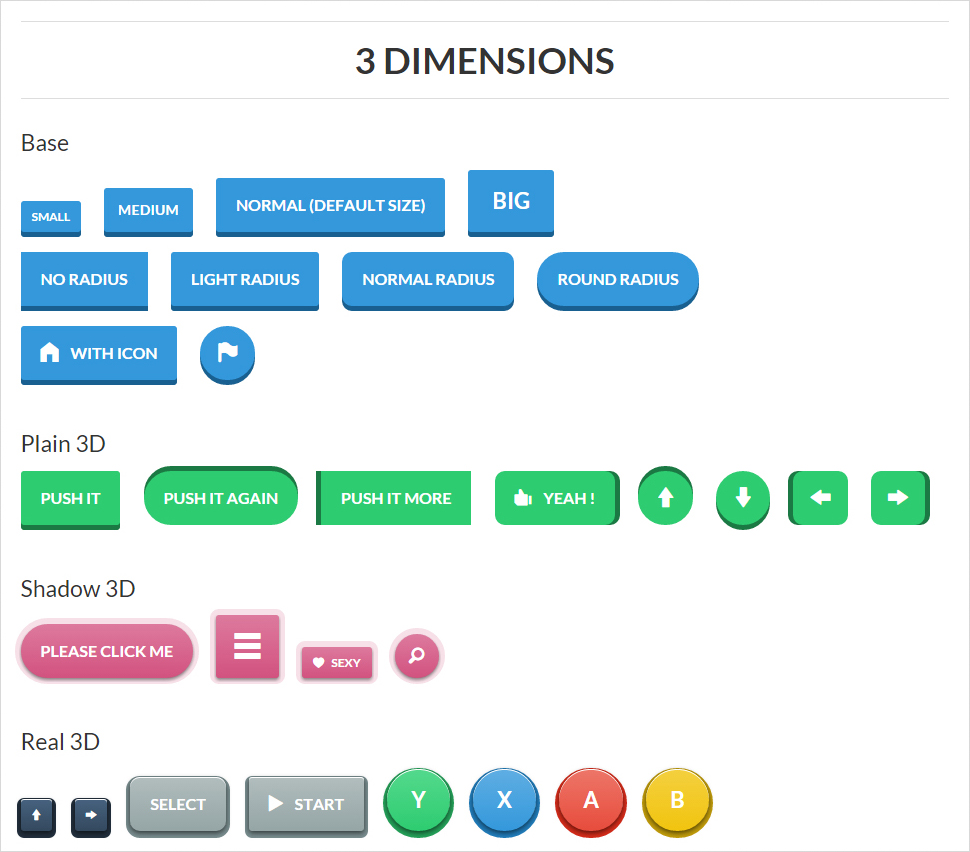 3 DIMENSIONS
Base
SMALL MEDIUM NORMAL (DEFAULT SIZE) BIG
NO RADIUS LIGHT RADIUS NORMAL RADIUS ROUND RADIUS
WITH ICON
Plain 3D
PUSH IT PUSH IT AGAIN PUSH IT MORE YEAH !
Shadow 3D
PLEASE CLICK ME SEXY
Real 3D
SELECT START Y X A B